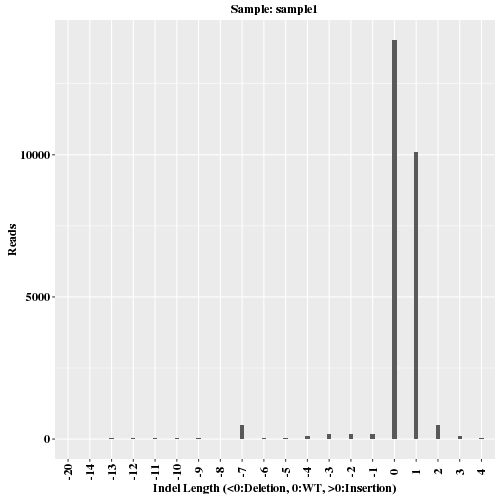 Sample: sample1
Reads
10000
5000
0
-20 -14 -13 -12 -11 -10 -9 -8 -7 -6 -5 -4 -3 -2 -1 0 1 2 3 4
Indel Length (<0:Deletion, 0:WT, >0:Insertion)